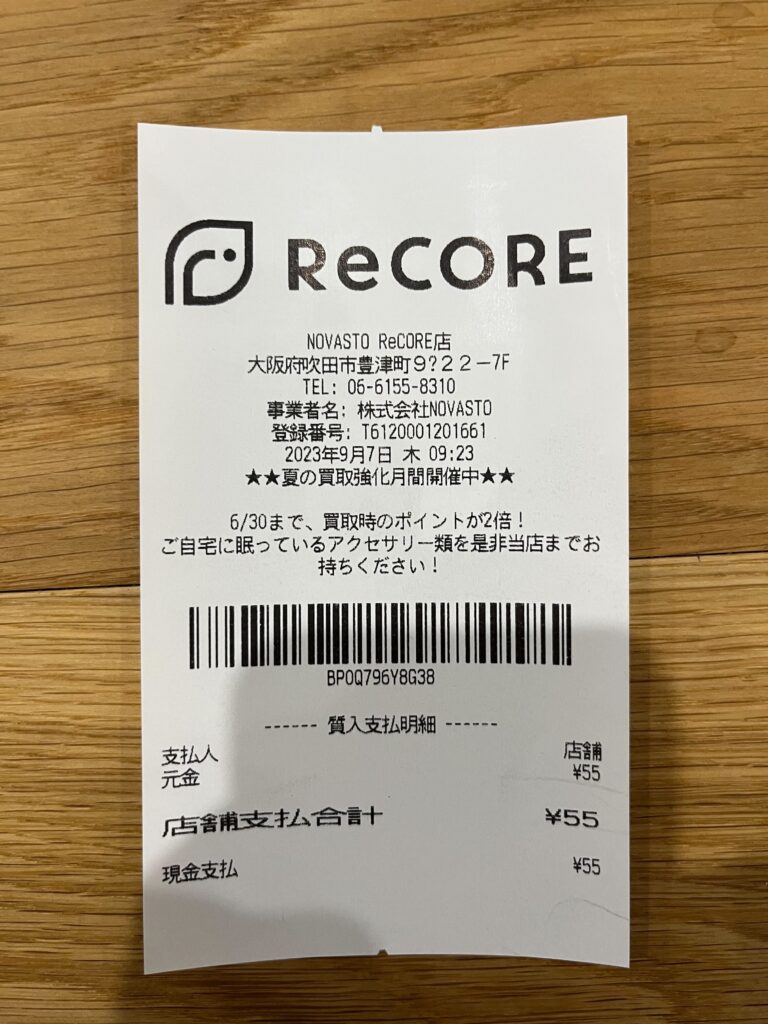 ReCORE
NOVASTO ReCORE店
大阪府吹田市豊津町9?22－7F
TEL: 06-6155-8310
事業者名: 株式会社NOVASTO
登録番号: T6120001201661
2023年9月7日 木 09:23
★★夏の買取強化月間開催中★★
6/30まで、買取時のポイントが2倍！
ご自宅に眠っているアクセサリー類を是非当店までお
持ちください！
BP0Q796Y8G38
------ 質入支払明細 ------
支払人 店舗
元金 ¥55
店舗支払合計 ¥55
現金支払 ¥55